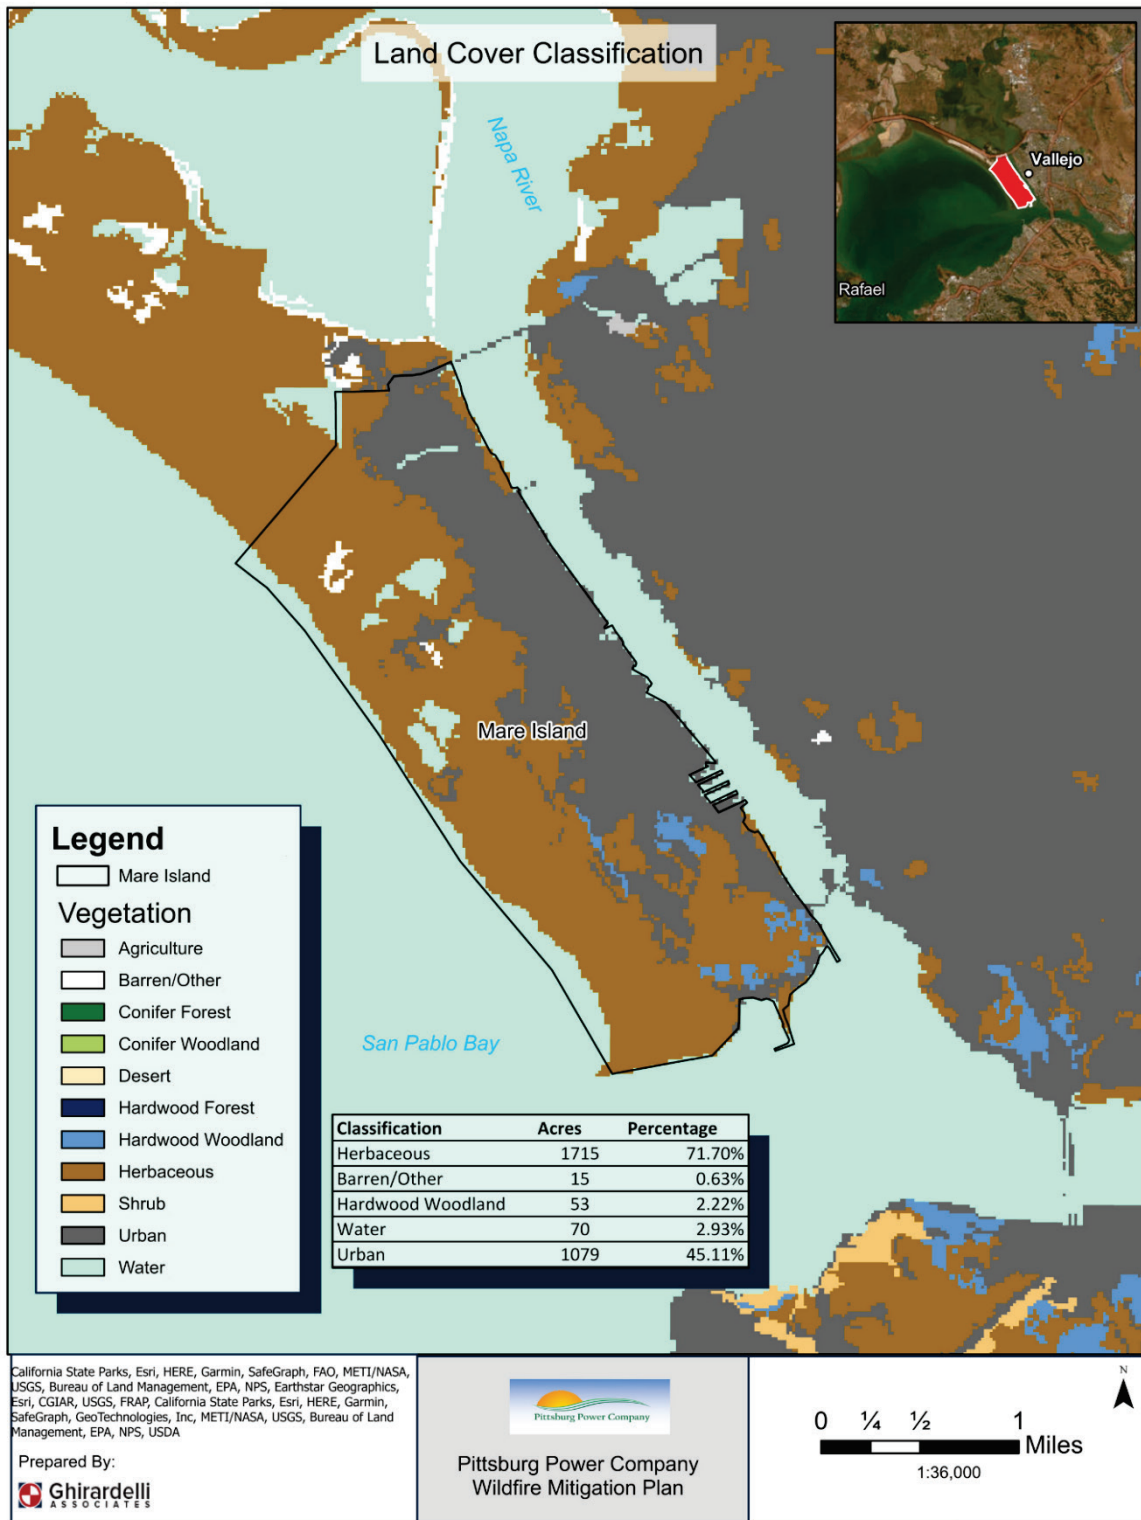 Land Cover Classification
Napa River
Vallejo
Rafael
Mare Island
San Pablo Bay
Legend
Mare Island
Vegetation
Agriculture
Barren/Other
Conifer Forest
Conifer Woodland
Desert
Hardwood Forest
Hardwood Woodland
Herbaceous
Shrub
Urban
Water
Classification Acres Percentage
Herbaceous 1715 71.70%
Barren/Other 15 0.63%
Hardwood Woodland 53 2.22%
Water 70 2.93%
Urban 1079 45.11%
California State Parks, Esri, HERE, Garmin, SafeGraph, FAO, METI/NASA,
USGS, Bureau of Land Management, EPA, NPS, Earthstar Geographics,
Esri, CGIAR, USGS, FRAP, California State Parks, Esri, HERE, Garmin,
SafeGraph, GeoTechnologies, Inc, METI/NASA, USGS, Bureau of Land
Management, EPA, NPS, USDA
Prepared By:
Ghirardelli
ASSOCIATES
Pittsburg Power Company
Pittsburg Power Company
Wildfire Mitigation Plan
N
0 ¼ ½ 1
Miles
1:36,000